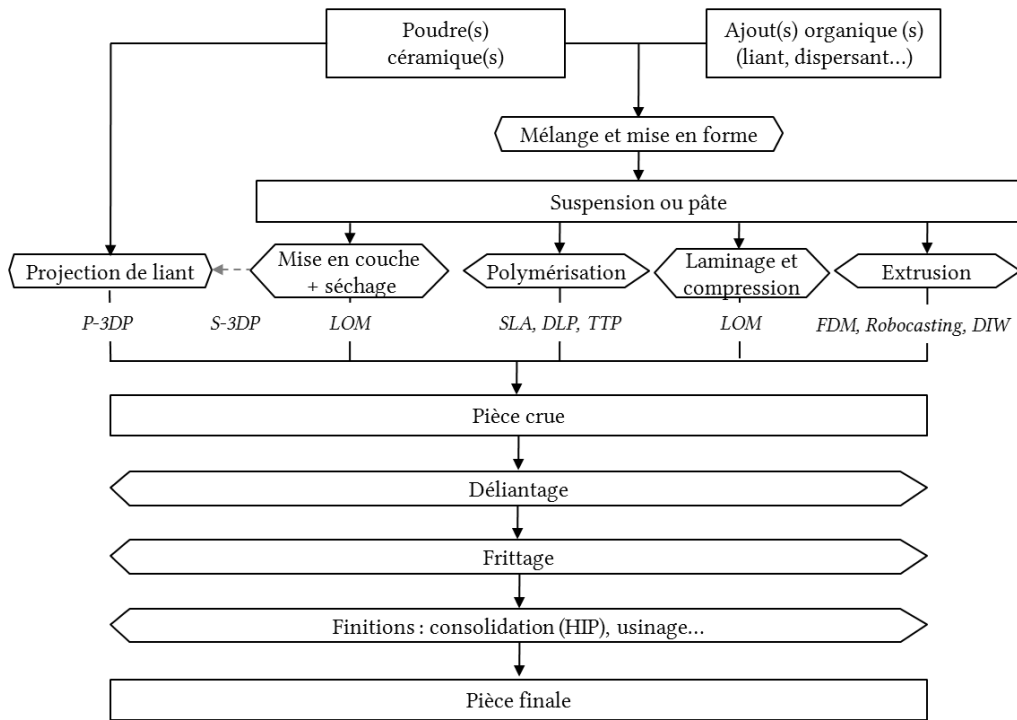 Poudre(s)
céramique(s)
Ajout(s) organique (s)
(liant, dispersant…)
Mélange et mise en forme
Suspension ou pâte
Projection de liant
Mise en couche
+ séchage
Polymérisation
Laminage et
compression
Extrusion
P-3DP
S-3DP
LOM
SLA, DLP, TTP
LOM
FDM, Robocasting, DIW
Pièce crue
Déliantage
Frittage
Finitions : consolidation (HIP), usinage…
Pièce finale